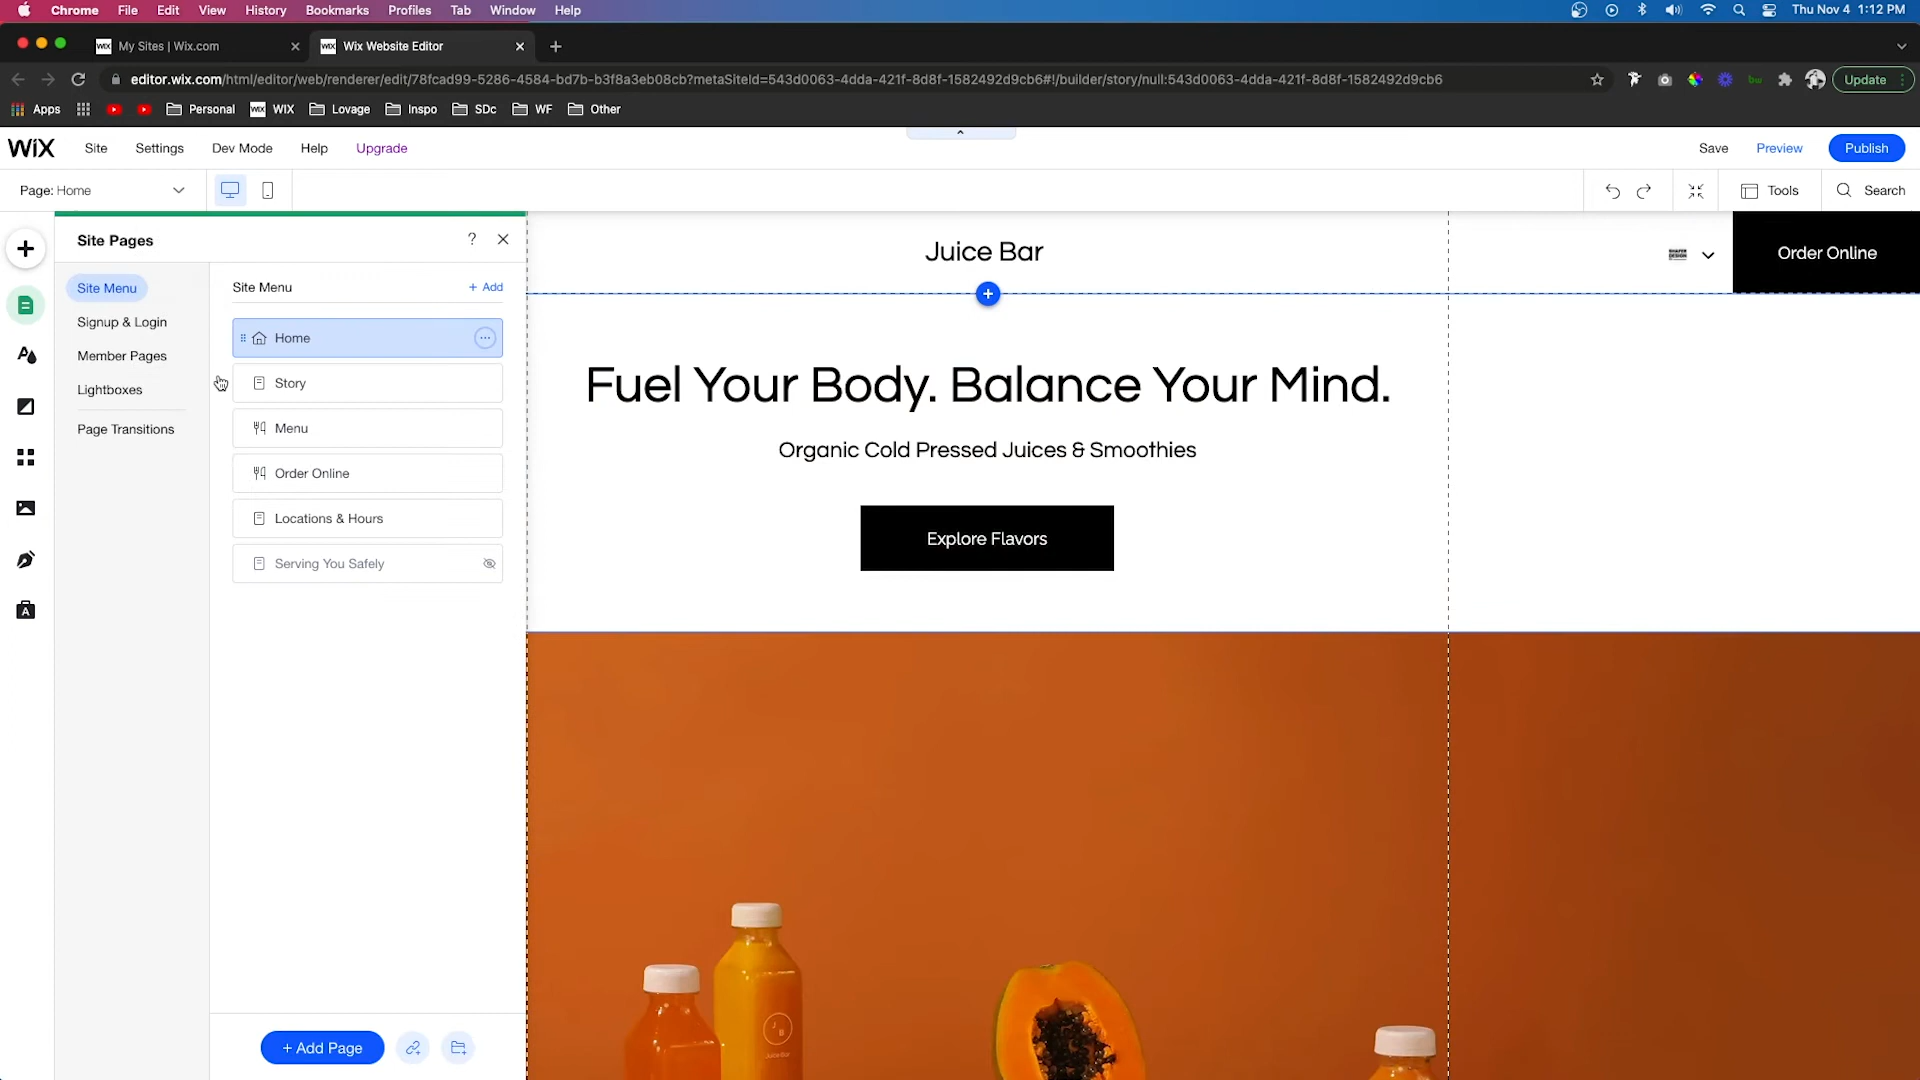 Chrome File Edit View History Bookmarks Profiles Tab Window Help Thu Nov 4 1:12 PM
WIX My Sites | Wix.com WIX Wix Website Editor
editor.wix.com/html/editor/web/renderer/edit/78fcad99-5286-4584-bd7b-b3f8a3eb08cb?metaSiteId=543d0063-4dda-421f-8d8f-1582492d9cb6#!/builder/story/null:543d0063-4dda-421f-8d8f-1582492d9cb6 Update
Apps Personal WIX WIX Lovage Inspo SDc WF Other
WIX Site Settings Dev Mode Help Upgrade Save Preview Publish
Page: Home Tools Search
Site Pages ?
Juice Bar
Order Online
Site Menu
Signup & Login
Member Pages
Lightboxes
Page Transitions
Site Menu + Add
Home
Story
Menu
Order Online
Locations & Hours
Serving You Safely
+ Add Page
Fuel Your Body. Balance Your Mind.
Organic Cold Pressed Juices & Smoothies
Explore Flavors
J B
Juice Bar